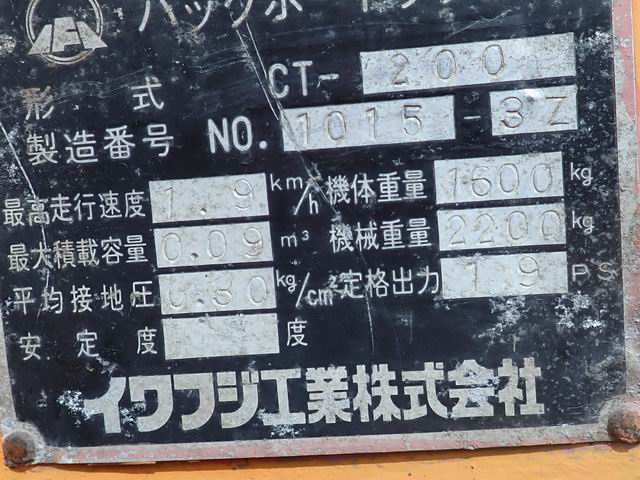 バックホー
形式 CT-200
製造番号 NO.1015-3Z
最高走行速度 1.9 km/h 機体重量 1600 kg
最大積載容量 0.09 m³ 機械重量 2200 kg
平均接地圧 0.30 kg/cm² 定格出力 19 PS
安定度 度
イワフジ工業株式会社